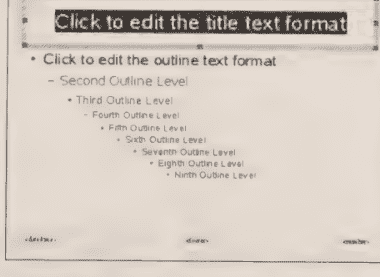 Click to edit the title text format
• Click to edit the outline text format
– Second Outline Level
• Third Outline Level
– Fourth Outline Level
• Fifth Outline Level
• Sixth Outline Level
• Seventh Outline Level
• Eighth Outline Level
• Ninth Outline Level